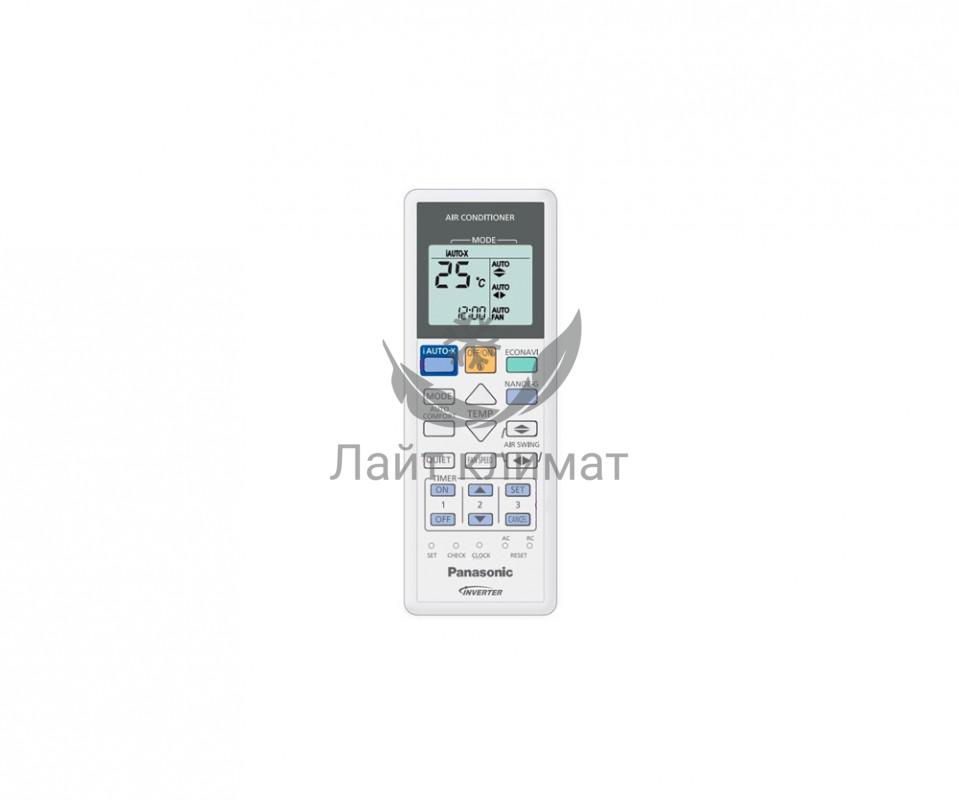 AIR CONDITIONER
MODE
iAUTO-X
25 °C
AUTO
AUTO
12:00
AUTO
FAN
iAUTO-X
OFF/ON
ECONAVI
MODE
NANOE-G
AUTO
COMFORT
TEMP
AIR SWING
Лайт климат
QUIET
FAN SPEED
TIMER
ON
SET
1
2
3
OFF
CANCEL
AC
RC
SET
CHECK
CLOCK
RESET
Panasonic
INVERTER